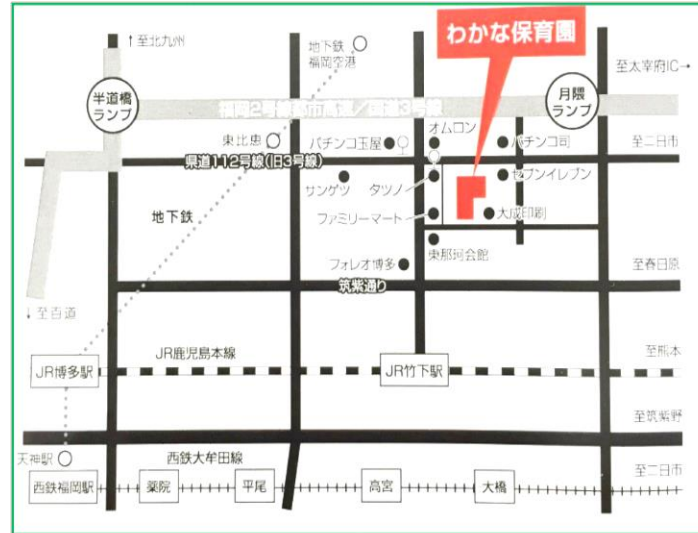 ↑至北九州
地下鉄
福岡空港
わかな保育園
至太宰府IC→
半道橋
ランプ
月隈
ランプ
福岡2号線都市高速／国道3号線
東比恵
パチンコ玉屋
オムロン
パチンコ司
至二日市
県道112号線(旧3号線)
サンゲツ
タツノ
セブンイレブン
地下鉄
ファミリーマート
大成印刷
東那珂会館
フォレオ博多
至春日原
筑紫通り
↓至百道
JR鹿児島本線
至熊本
JR博多駅
JR竹下駅
至筑紫野
天神駅
西鉄大牟田線
至二日市
西鉄福岡駅
薬院
平尾
高宮
大橋